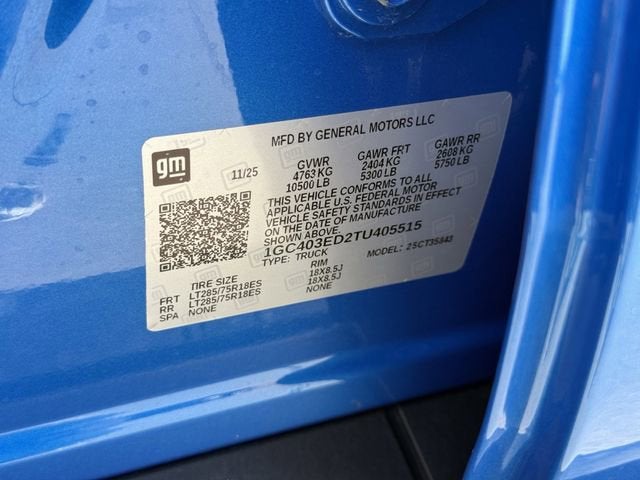 MFD BY GENERAL MOTORS LLC
gm
11/25 GVWR GAWR FRT GAWR RR
4763 KG 2404 KG 2608 KG
10500 LB 5300 LB 5750 LB
THIS VEHICLE CONFORMS TO ALL
APPLICABLE U.S. FEDERAL MOTOR
VEHICLE SAFETY STANDARDS IN EFFECT
ON THE DATE OF MANUFACTURE
SHOWN ABOVE.
1GC403ED2TU405515
TYPE: TRUCK MODEL: 25CT35843
TIRE SIZE RIM
FRT LT285/75R18ES 18X8.5J
RR LT285/75R18ES 18X8.5J
SPA NONE NONE